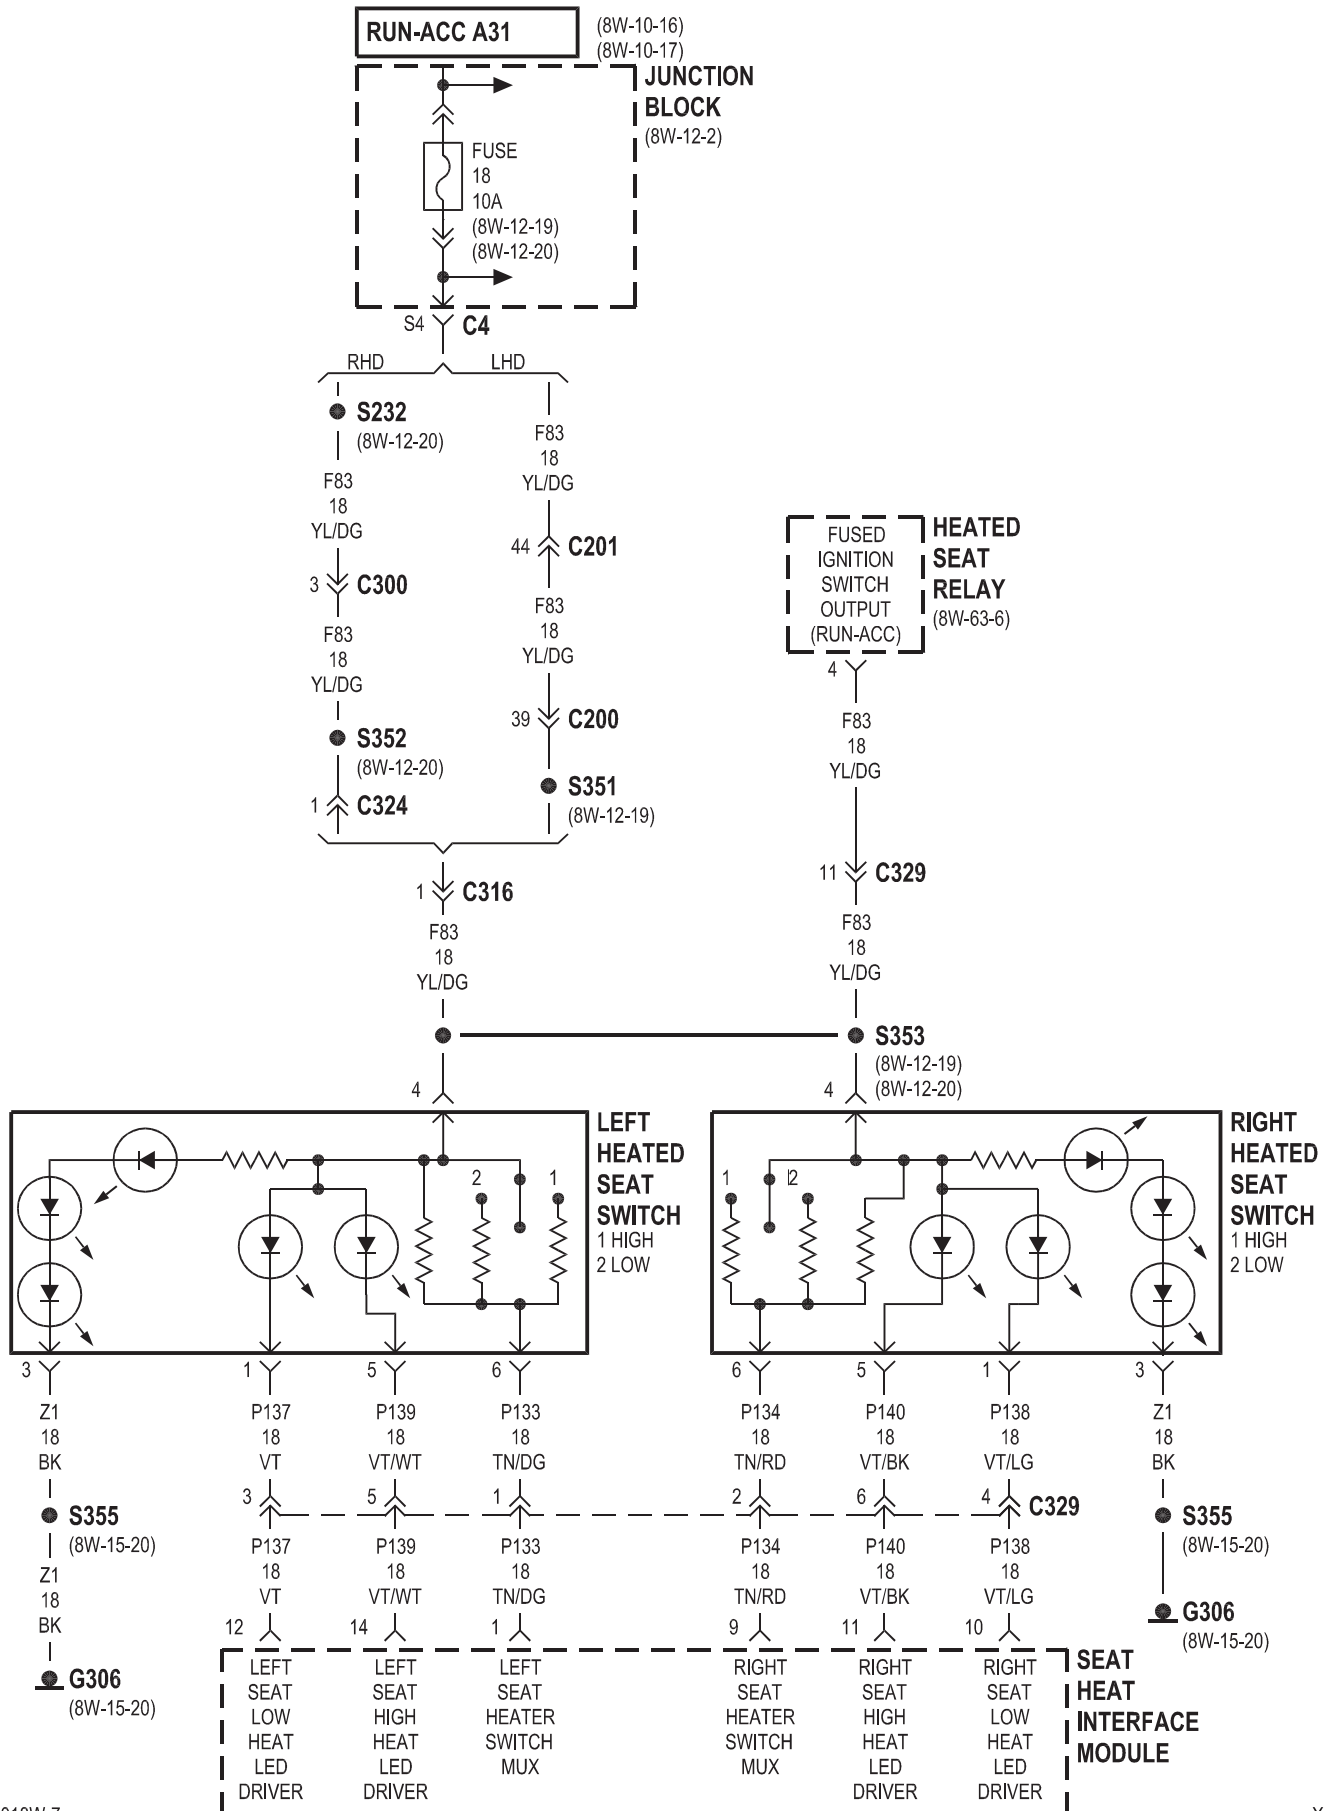 RUN-ACC A31
(8W-10-16)
(8W-10-17)
JUNCTION
BLOCK
(8W-12-2)
FUSE
18
10A
(8W-12-19)
(8W-12-20)
S4
C4
RHD
LHD
S232
(8W-12-20)
F83
18
YL/DG
F83
18
YL/DG
3
C300
44
C201
F83
18
YL/DG
F83
18
YL/DG
S352
(8W-12-20)
39
C200
1
C324
S351
(8W-12-19)
FUSED
IGNITION
SWITCH
OUTPUT
(RUN-ACC)
HEATED
SEAT
RELAY
(8W-63-6)
4
F83
18
YL/DG
11
C329
F83
18
YL/DG
1
C316
F83
18
YL/DG
S353
(8W-12-19)
(8W-12-20)
4
4
2
1
LEFT
HEATED
SEAT
SWITCH
1 HIGH
2 LOW
1
2
RIGHT
HEATED
SEAT
SWITCH
1 HIGH
2 LOW
3
1
5
6
6
5
1
3
Z1
18
BK
P137
18
VT
P139
18
VT/WT
P133
18
TN/DG
P134
18
TN/RD
P140
18
VT/BK
P138
18
VT/LG
Z1
18
BK
3
5
1
2
6
4
C329
S355
(8W-15-20)
S355
(8W-15-20)
Z1
18
BK
P137
18
VT
P139
18
VT/WT
P133
18
TN/DG
P134
18
TN/RD
P140
18
VT/BK
P138
18
VT/LG
12
14
1
9
11
10
G306
(8W-15-20)
G306
(8W-15-20)
LEFT
SEAT
LOW
HEAT
LED
DRIVER
LEFT
SEAT
HIGH
HEAT
LED
DRIVER
LEFT
SEAT
HEATER
SWITCH
MUX
RIGHT
SEAT
HEATER
SWITCH
MUX
RIGHT
SEAT
HIGH
HEAT
LED
DRIVER
RIGHT
SEAT
LOW
HEAT
LED
DRIVER
SEAT
HEAT
INTERFACE
MODULE